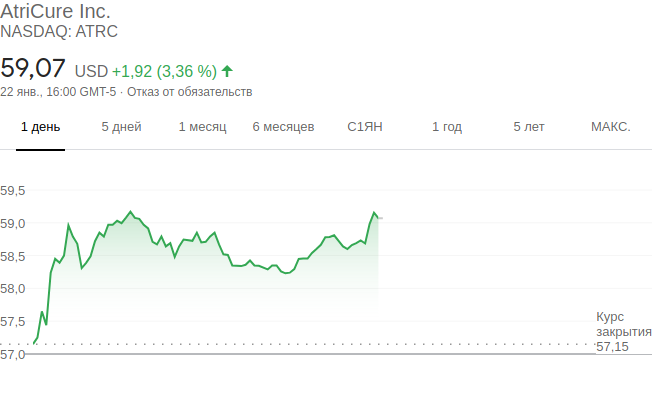 AtriCure Inc.
NASDAQ: ATRC
59,07 USD +1,92 (3,36 %)
22 янв., 16:00 GMT-5 · Отказ от обязательств
1 день 5 дней 1 месяц 6 месяцев С1ЯН 1 год 5 лет МАКС.
59,5
59,0
58,5
58,0
57,5
57,0
Курс
закрытия
57,15